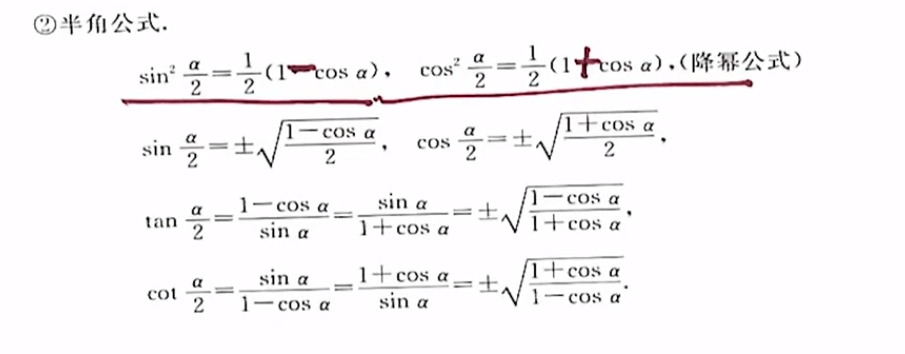 ②半角公式.
sin² α/2 = 1/2 (1−cos α), cos² α/2 = 1/2 (1+cos α).(降幂公式)
sin α/2 = ±√((1−cos α)/2), cos α/2 = ±√((1+cos α)/2),
tan α/2 = (1−cos α)/(sin α) = (sin α)/(1+cos α) = ±√((1−cos α)/(1+cos α)),
cot α/2 = (sin α)/(1−cos α) = (1+cos α)/(sin α) = ±√((1+cos α)/(1−cos α)).